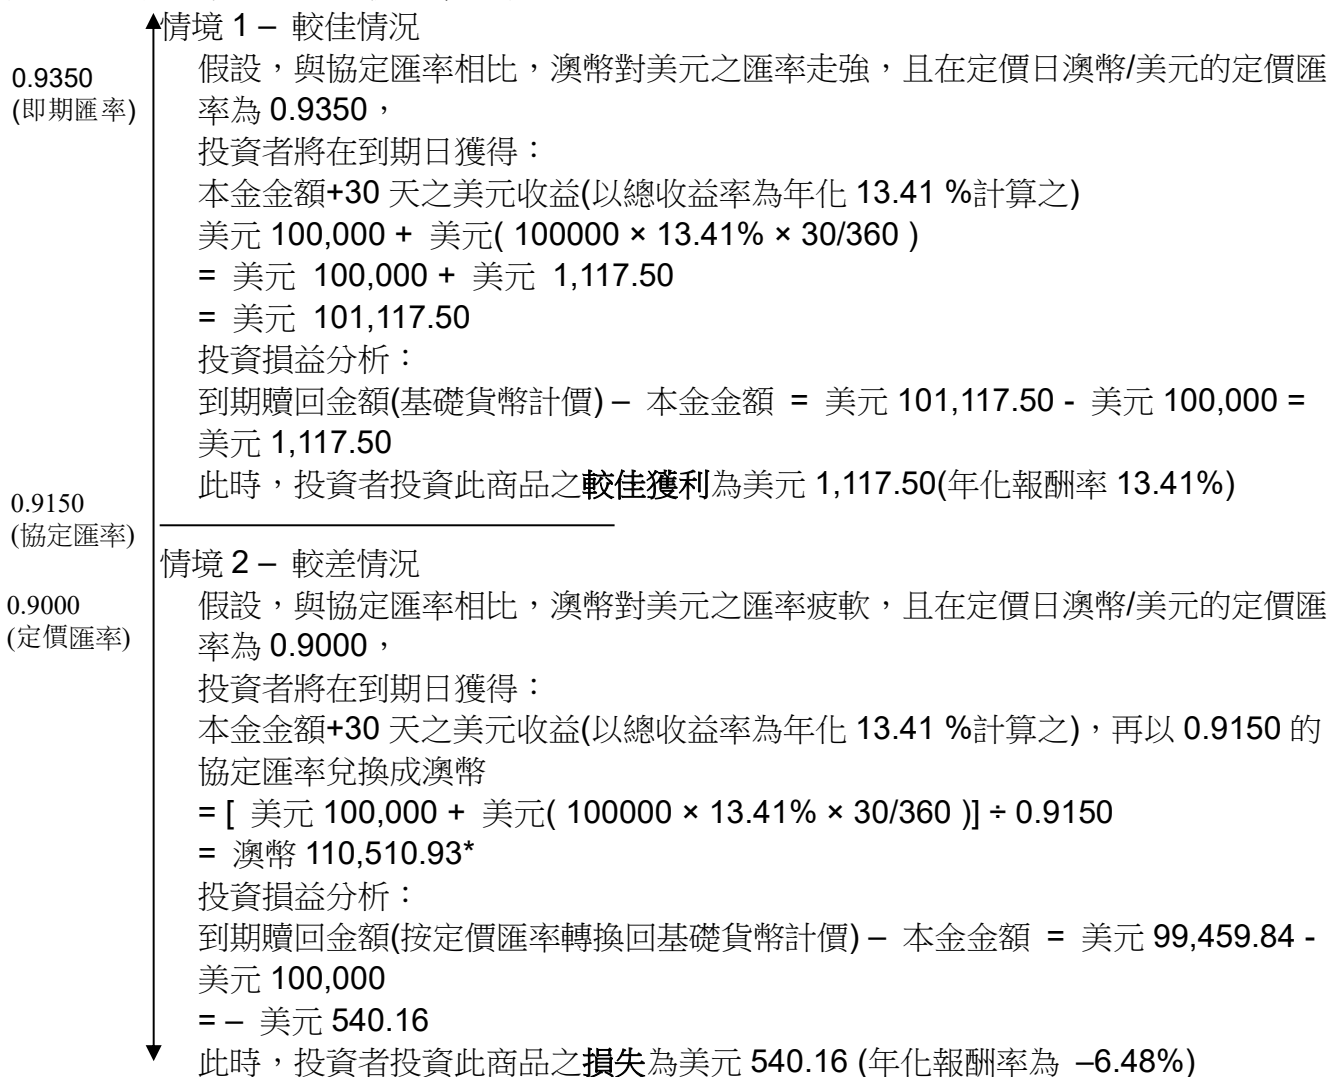 情境 1 – 較佳情況
0.9350
(即期匯率)
假設，與協定匯率相比，澳幣對美元之匯率走強，且在定價日澳幣/美元的定價匯
率為 0.9350，
投資者將在到期日獲得：
本金金額+30 天之美元收益(以總收益率為年化 13.41 %計算之)
美元 100,000 + 美元( 100000 × 13.41% × 30/360 )
= 美元 100,000 + 美元 1,117.50
= 美元 101,117.50
投資損益分析：
到期贖回金額(基礎貨幣計價) – 本金金額 = 美元 101,117.50 - 美元 100,000 =
美元 1,117.50
此時，投資者投資此商品之較佳獲利為美元 1,117.50(年化報酬率 13.41%)
0.9150
(協定匯率)
情境 2 – 較差情況
0.9000
(定價匯率)
假設，與協定匯率相比，澳幣對美元之匯率疲軟，且在定價日澳幣/美元的定價匯
率為 0.9000，
投資者將在到期日獲得：
本金金額+30 天之美元收益(以總收益率為年化 13.41 %計算之)，再以 0.9150 的
協定匯率兌換成澳幣
= [ 美元 100,000 + 美元( 100000 × 13.41% × 30/360 )] ÷ 0.9150
= 澳幣 110,510.93*
投資損益分析：
到期贖回金額(按定價匯率轉換回基礎貨幣計價) – 本金金額 = 美元 99,459.84 -
美元 100,000
= – 美元 540.16
此時，投資者投資此商品之損失為美元 540.16 (年化報酬率為 –6.48%)